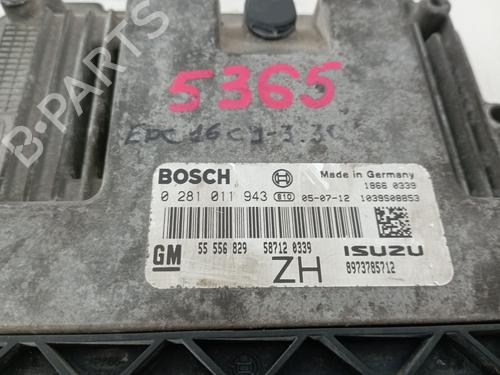 B-PARTS
5365
EDC16C9-3.
BOSCH
Made in Germany
1866 0339
0 281 011 943 E10 05-07-12 1039S08853
GM 55 556 829 58712 0339 ISUZU
ZH 8973785712